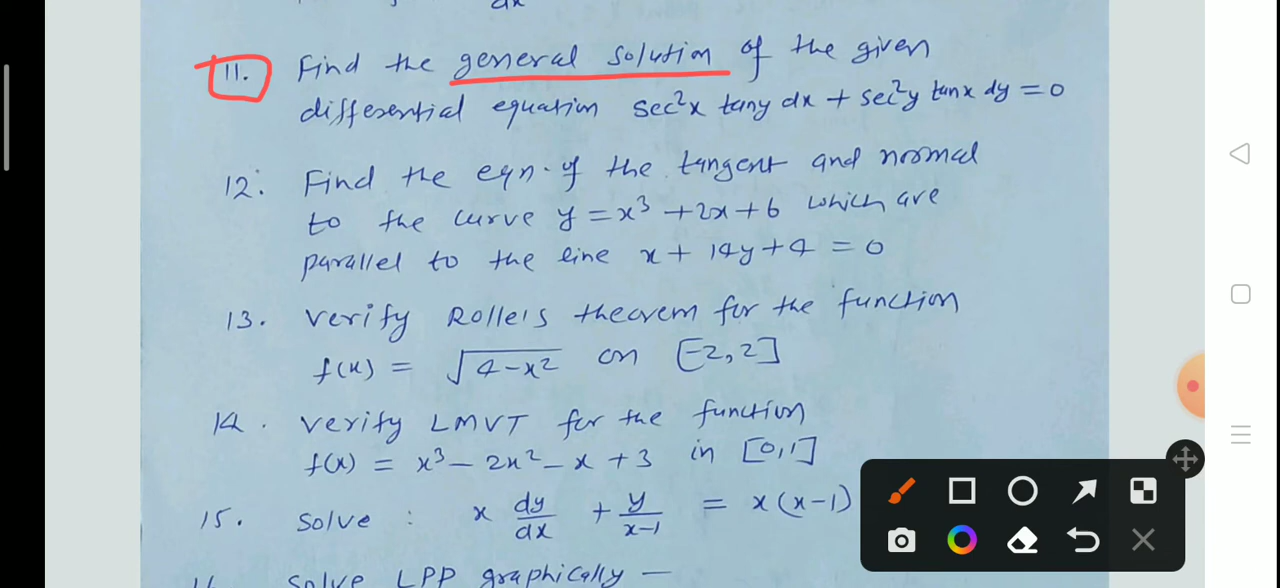 dx
11. Find the general solution of the given
differential equation sec²x tany dx + sec²y tanx dy = 0
12. Find the eqn. of the tangent and normal
to the curve y = x³ + 2x + 6 which are
parallel to the line x + 14y + 4 = 0
13. Verify Rolle's theorem for the function
f(x) = √4-x² on [-2, 2]
14. Verify LMVT for the function
f(x) = x³ - 2x² - x + 3 in [0,1]
15. Solve : x dy/dx + y/x-1 = x(x-1)
Solve LPP graphically —